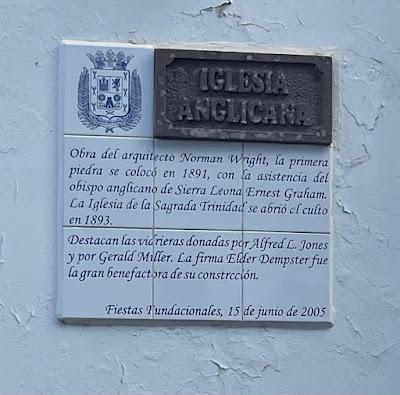 IGLESIA
ANGLICANA
Obra del arquitecto Norman Wright, la primera
piedra se colocó en 1891, con la asistencia del
obispo anglicano de Sierra Leona Ernest Graham.
La Iglesia de la Sagrada Trinidad se abrió cl culto
en 1893.
Destacan las vidrieras donadas por Alfred L. Jones
y por Gerald Miller. La firma Elder Dempster fue
la gran benefactora de su constrcción.
Fiestas Fundacionales, 15 de junio de 2005